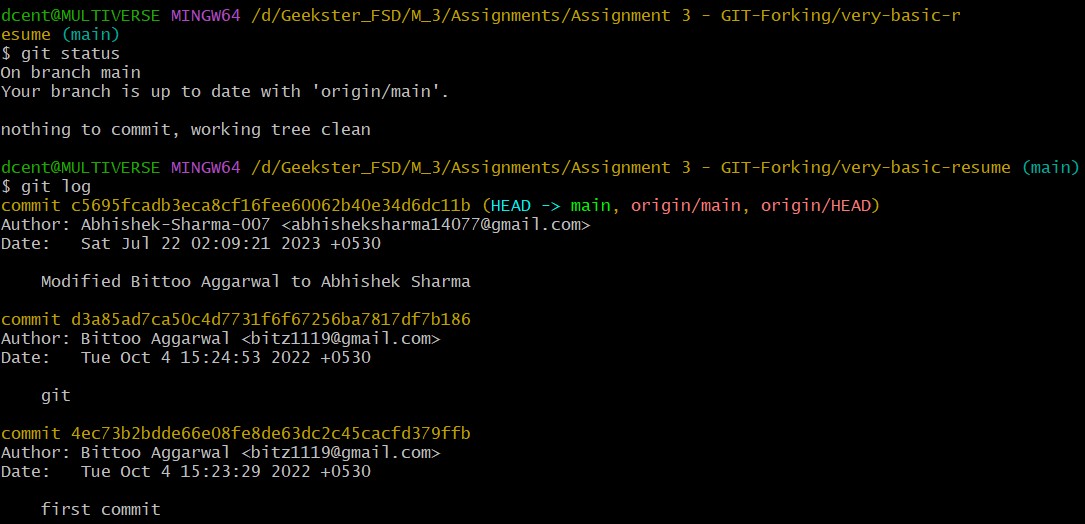 dcent@MULTIVERSE MINGW64 /d/Geekster_FSD/M_3/Assignments/Assignment 3 - GIT-Forking/very-basic-r
esume (main)
$ git status
On branch main
Your branch is up to date with 'origin/main'.
nothing to commit, working tree clean
dcent@MULTIVERSE MINGW64 /d/Geekster_FSD/M_3/Assignments/Assignment 3 - GIT-Forking/very-basic-resume (main)
$ git log
commit c5695fcadb3eca8cf16fee60062b40e34d6dc11b (HEAD -> main, origin/main, origin/HEAD)
Author: Abhishek-Sharma-007 <abhisheksharma14077@gmail.com>
Date:   Sat Jul 22 02:09:21 2023 +0530
Modified Bittoo Aggarwal to Abhishek Sharma
commit d3a85ad7ca50c4d7731f6f67256ba7817df7b186
Author: Bittoo Aggarwal <bitz1119@gmail.com>
Date:   Tue Oct 4 15:24:53 2022 +0530
git
commit 4ec73b2bdde66e08fe8de63dc2c45cacfd379ffb
Author: Bittoo Aggarwal <bitz1119@gmail.com>
Date:   Tue Oct 4 15:23:29 2022 +0530
first commit